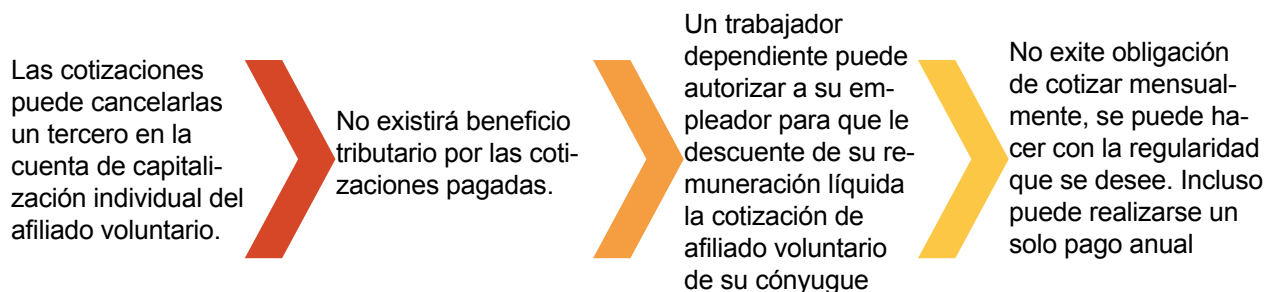 Las cotizaciones
puede cancelarlas
un tercero en la
cuenta de capitali-
zación individual del
afiliado voluntario.
No existirá beneficio
tributario por las coti-
zaciones pagadas.
Un trabajador
dependiente puede
autorizar a su em-
pleador para que le
descuente de su re-
muneración líquida
la cotización de
afiliado voluntario
de su cónyugue
No exite obligación
de cotizar mensual-
mente, se puede ha-
cer con la regularidad
que se desee. Incluso
puede realizarse un
solo pago anual